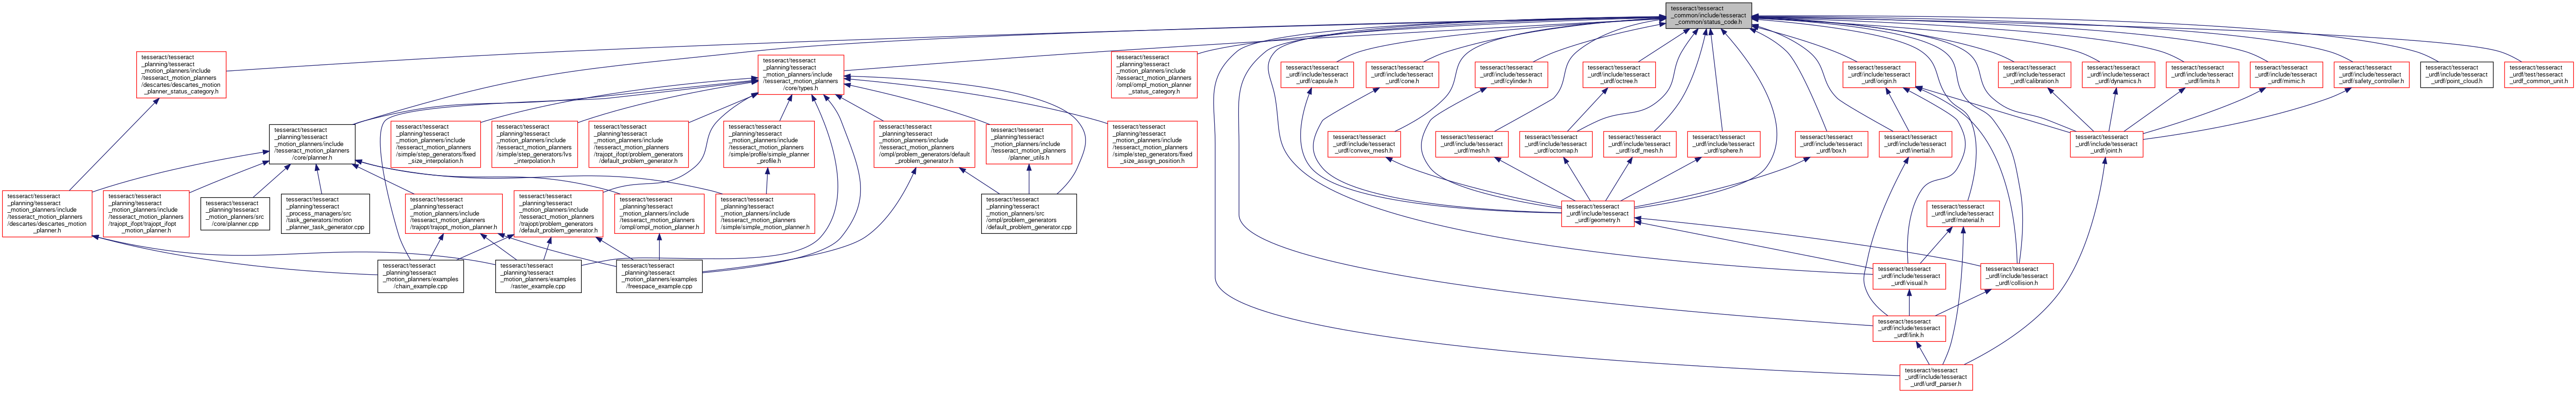 tesseract/tesseract
_common/include/tesseract
_common/status_code.h
tesseract/tesseract
_planning/tesseract
_motion_planners/include
/tesseract_motion_planners
/descartes/descartes_motion
_planner_status_category.h
tesseract/tesseract
_planning/tesseract
_motion_planners/include
/tesseract_motion_planners
/core/types.h
tesseract/tesseract
_planning/tesseract
_motion_planners/include
/tesseract_motion_planners
/ompl/ompl_motion_planner
_status_category.h
tesseract/tesseract
_urdf/include/tesseract
_urdf/capsule.h
tesseract/tesseract
_urdf/include/tesseract
_urdf/cone.h
tesseract/tesseract
_urdf/include/tesseract
_urdf/cylinder.h
tesseract/tesseract
_urdf/include/tesseract
_urdf/octree.h
tesseract/tesseract
_urdf/include/tesseract
_urdf/origin.h
tesseract/tesseract
_urdf/include/tesseract
_urdf/calibration.h
tesseract/tesseract
_urdf/include/tesseract
_urdf/dynamics.h
tesseract/tesseract
_urdf/include/tesseract
_urdf/limits.h
tesseract/tesseract
_urdf/include/tesseract
_urdf/mimic.h
tesseract/tesseract
_urdf/include/tesseract
_urdf/safety_controller.h
tesseract/tesseract
_urdf/include/tesseract
_urdf/point_cloud.h
tesseract/tesseract
_urdf/test/tesseract
_urdf_common_unit.h
tesseract/tesseract
_planning/tesseract
_motion_planners/include
/tesseract_motion_planners
/core/planner.h
tesseract/tesseract
_planning/tesseract
_motion_planners/include
/tesseract_motion_planners
/simple/step_generators/fixed
_size_interpolation.h
tesseract/tesseract
_planning/tesseract
_motion_planners/include
/tesseract_motion_planners
/simple/step_generators/lvs
_interpolation.h
tesseract/tesseract
_planning/tesseract
_motion_planners/include
/tesseract_motion_planners
/trajopt_ifopt/problem_generators
/default_problem_generator.h
tesseract/tesseract
_planning/tesseract
_motion_planners/include
/tesseract_motion_planners
/simple/profile/simple_planner
_profile.h
tesseract/tesseract
_planning/tesseract
_motion_planners/include
/tesseract_motion_planners
/ompl/problem_generators/default
_problem_generator.h
tesseract/tesseract
_planning/tesseract
_motion_planners/include
/tesseract_motion_planners
/planner_utils.h
tesseract/tesseract
_planning/tesseract
_motion_planners/include
/tesseract_motion_planners
/simple/step_generators/fixed
_size_assign_position.h
tesseract/tesseract
_urdf/include/tesseract
_urdf/convex_mesh.h
tesseract/tesseract
_urdf/include/tesseract
_urdf/mesh.h
tesseract/tesseract
_urdf/include/tesseract
_urdf/octomap.h
tesseract/tesseract
_urdf/include/tesseract
_urdf/sdf_mesh.h
tesseract/tesseract
_urdf/include/tesseract
_urdf/sphere.h
tesseract/tesseract
_urdf/include/tesseract
_urdf/box.h
tesseract/tesseract
_urdf/include/tesseract
_urdf/inertial.h
tesseract/tesseract
_urdf/include/tesseract
_urdf/joint.h
tesseract/tesseract
_planning/tesseract
_motion_planners/include
/tesseract_motion_planners
/descartes/descartes_motion
_planner.h
tesseract/tesseract
_planning/tesseract
_motion_planners/include
/tesseract_motion_planners
/trajopt_ifopt/trajopt_ifopt
_motion_planner.h
tesseract/tesseract
_planning/tesseract
_motion_planners/src
/core/planner.cpp
tesseract/tesseract
_planning/tesseract
_process_managers/src
/task_generators/motion
_planner_task_generator.cpp
tesseract/tesseract
_planning/tesseract
_motion_planners/include
/tesseract_motion_planners
/trajopt/trajopt_motion_planner.h
tesseract/tesseract
_planning/tesseract
_motion_planners/include
/tesseract_motion_planners
/trajopt/problem_generators
/default_problem_generator.h
tesseract/tesseract
_planning/tesseract
_motion_planners/include
/tesseract_motion_planners
/ompl/ompl_motion_planner.h
tesseract/tesseract
_planning/tesseract
_motion_planners/include
/tesseract_motion_planners
/simple/simple_motion_planner.h
tesseract/tesseract
_planning/tesseract
_motion_planners/src
/ompl/problem_generators
/default_problem_generator.cpp
tesseract/tesseract
_urdf/include/tesseract
_urdf/geometry.h
tesseract/tesseract
_urdf/include/tesseract
_urdf/material.h
tesseract/tesseract
_planning/tesseract
_motion_planners/examples
/chain_example.cpp
tesseract/tesseract
_planning/tesseract
_motion_planners/examples
/raster_example.cpp
tesseract/tesseract
_planning/tesseract
_motion_planners/examples
/freespace_example.cpp
tesseract/tesseract
_urdf/include/tesseract
_urdf/visual.h
tesseract/tesseract
_urdf/include/tesseract
_urdf/collision.h
tesseract/tesseract
_urdf/include/tesseract
_urdf/link.h
tesseract/tesseract
_urdf/include/tesseract
_urdf/urdf_parser.h